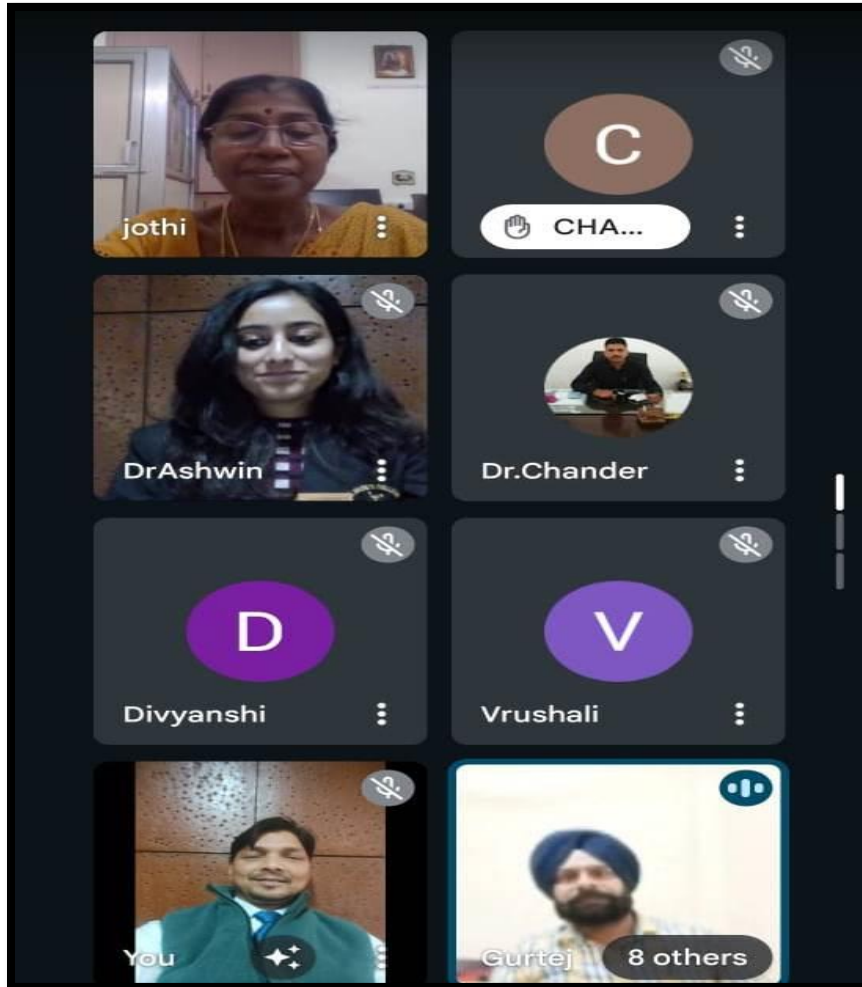 jothi
C
CHA...
DrAshwin
Dr.Chander
D
Divyanshi
V
Vrushali
You
Gurtej
8 others